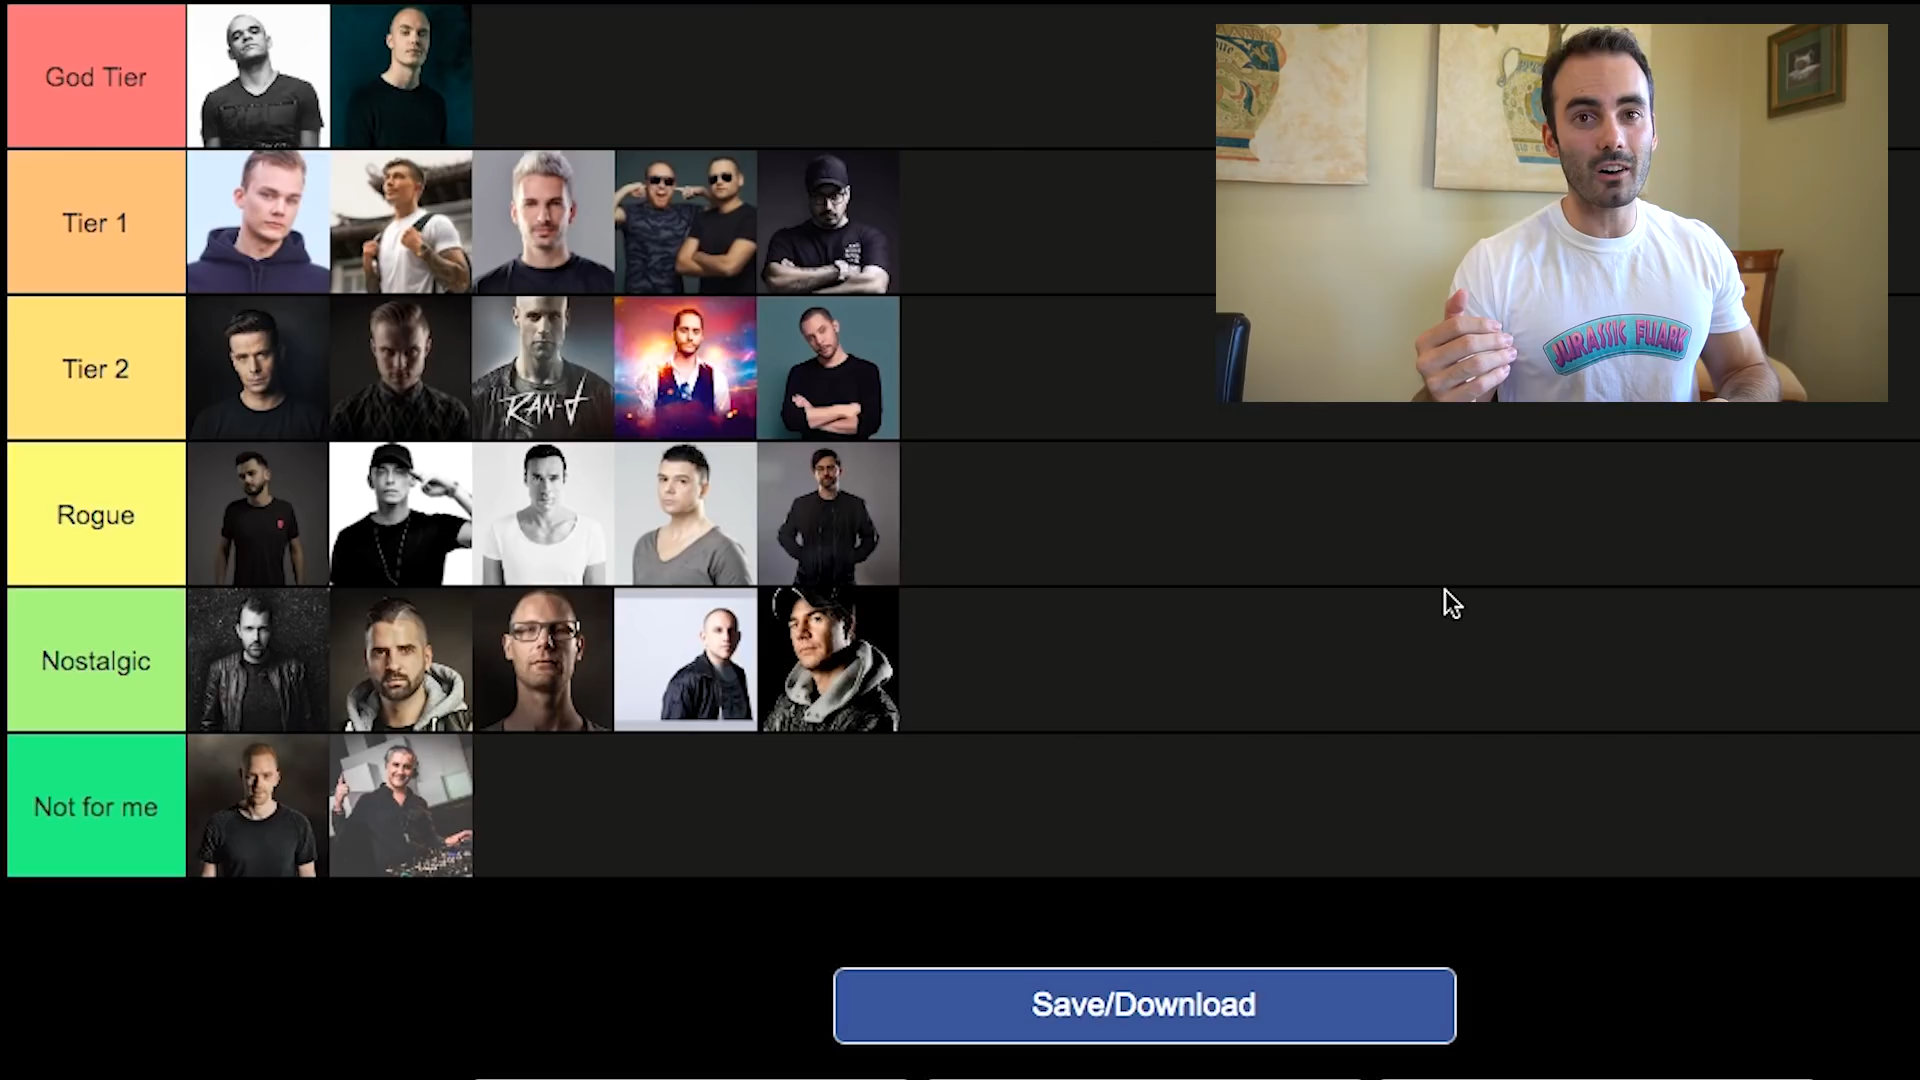 God Tier
Tier 1
Tier 2
RAN-D
JURASSIC FUARK
Rogue
Nostalgic
Not for me
Save/Download